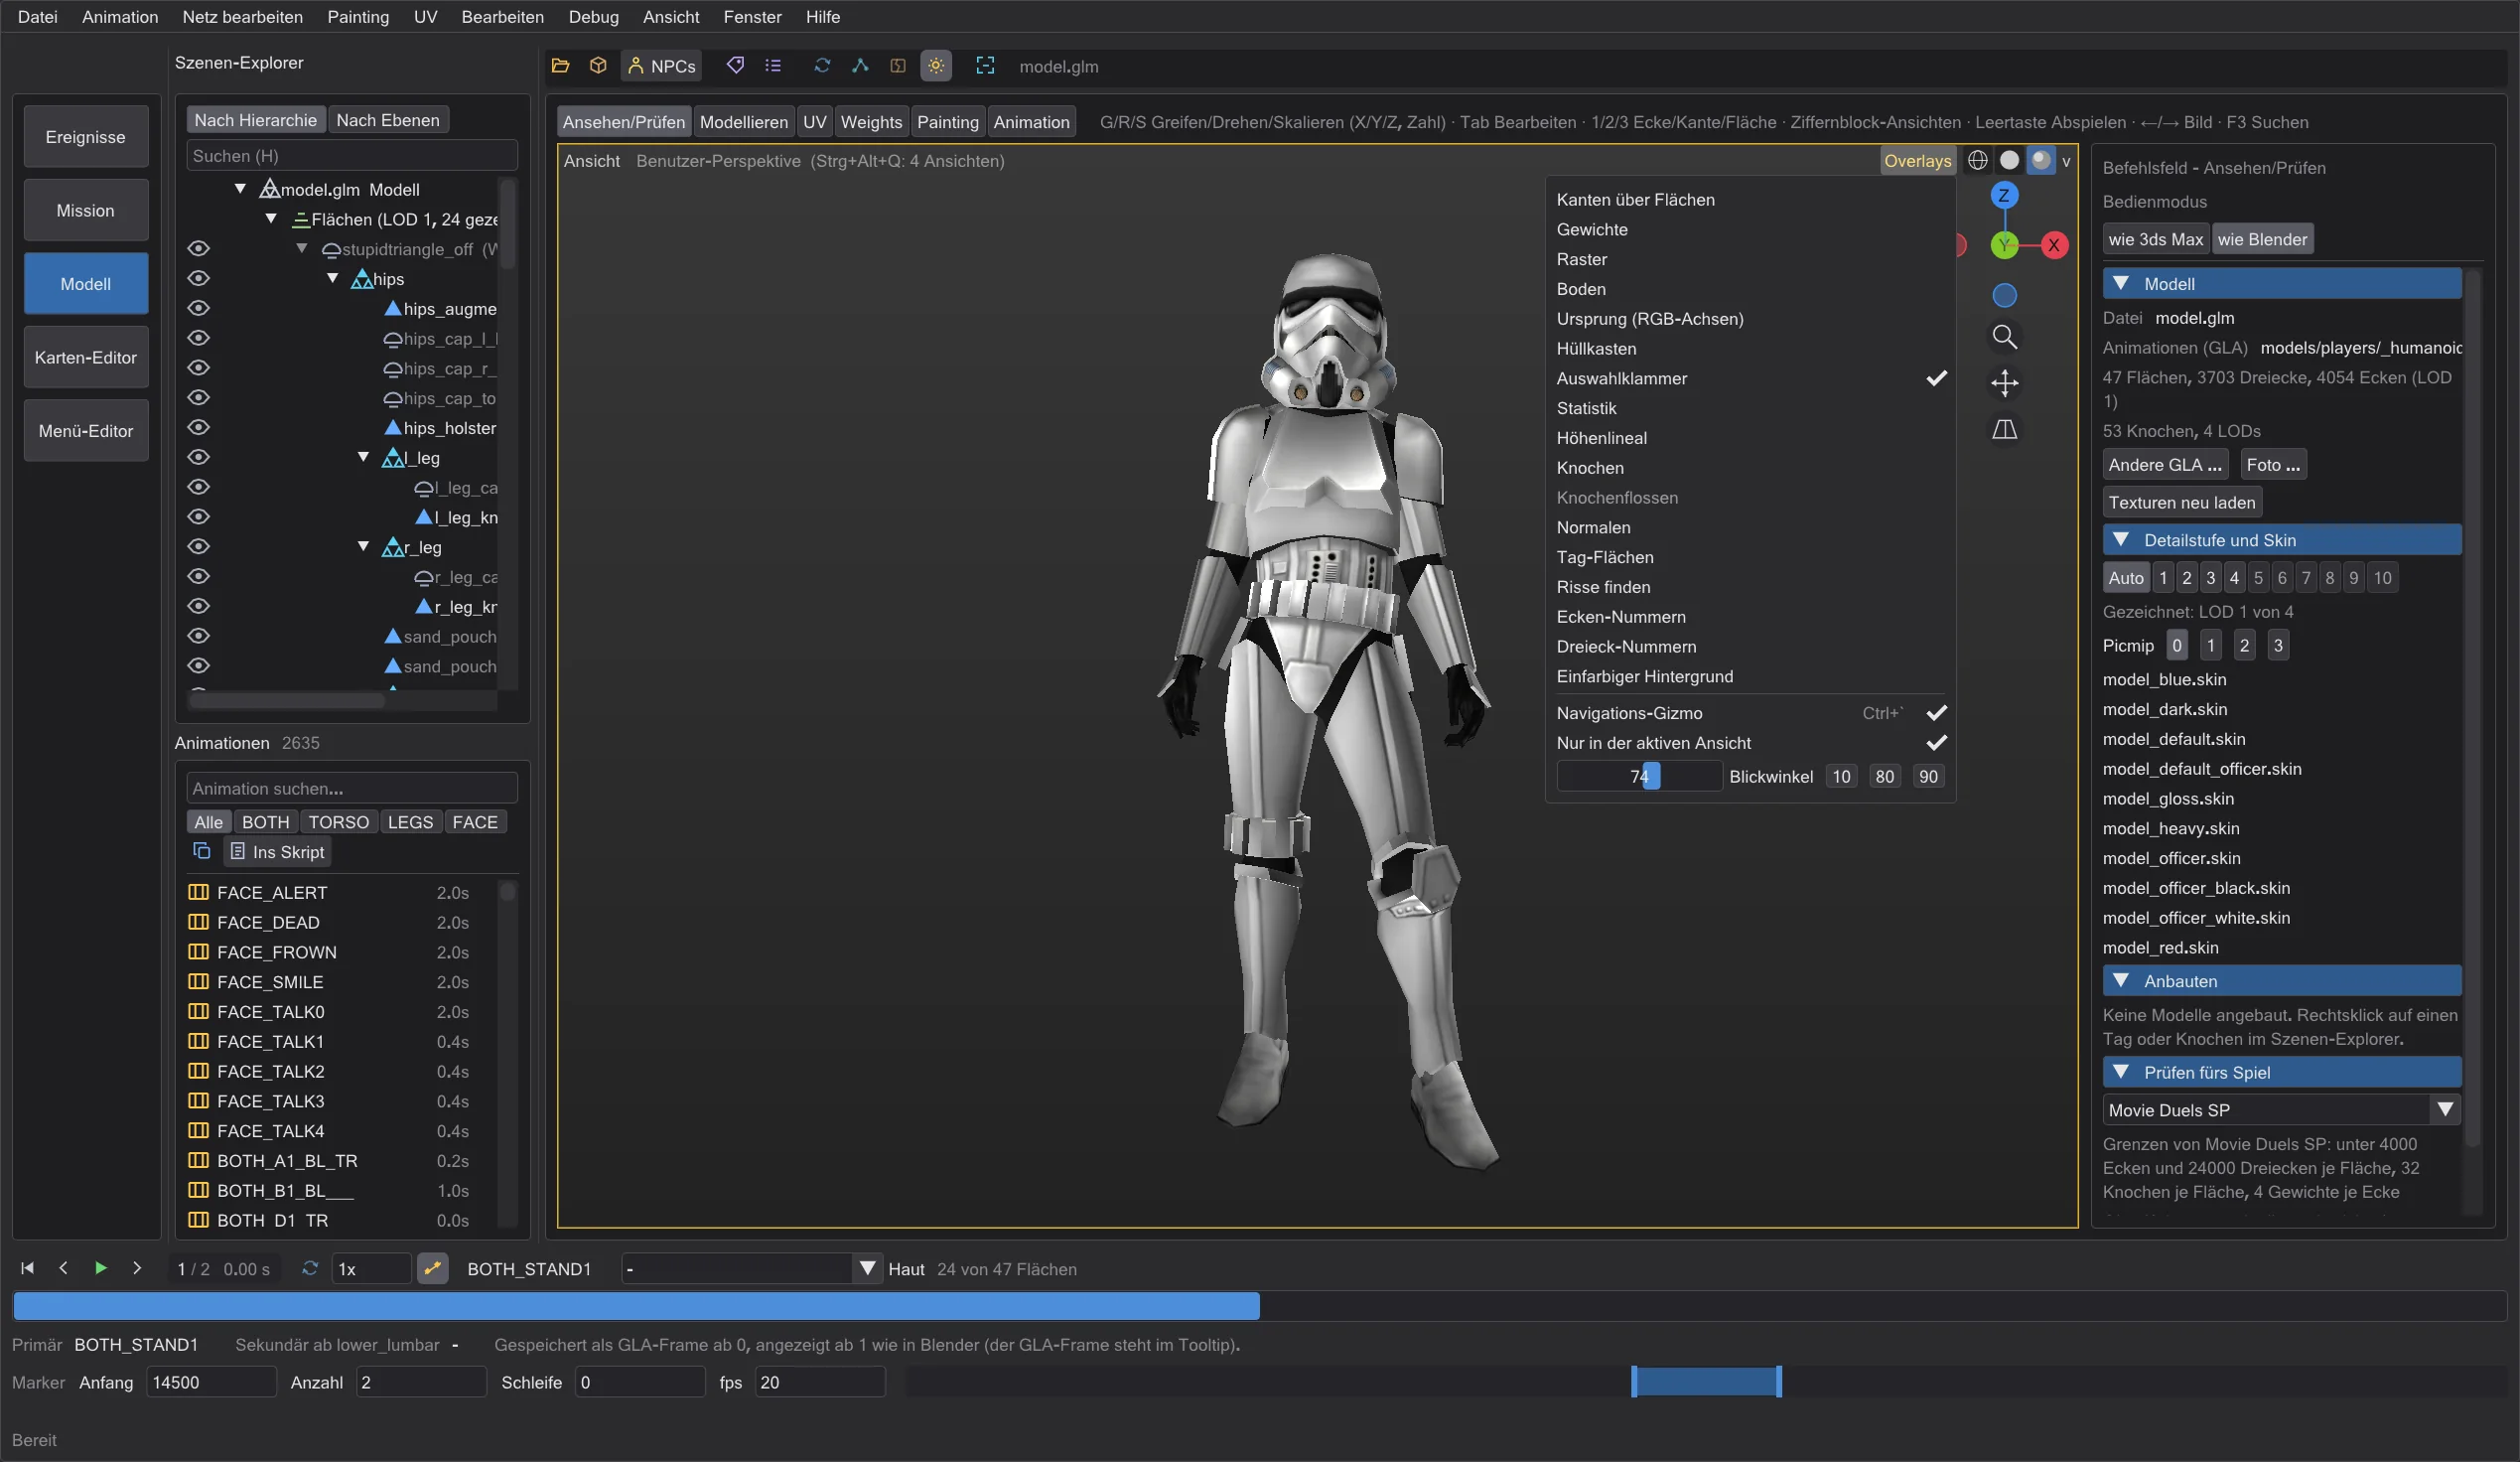 Datei Animation Netz bearbeiten Painting UV Bearbeiten Debug Ansicht Fenster Hilfe
Szenen-Explorer
NPCs model.glm
Ereignisse
Mission
Modell
Karten-Editor
Menü-Editor
Nach Hierarchie Nach Ebenen
Suchen (H)
model.glm Modell
Flächen (LOD 1, 24 geze
stupidtriangle_off (W
hips
hips_augme
hips_cap_l_
hips_cap_r_
hips_cap_to
hips_holster
l_leg
l_leg_ca
l_leg_kn
r_leg
r_leg_ca
r_leg_kn
sand_pouch
sand_pouch
Animationen 2635
Animation suchen...
Alle BOTH TORSO LEGS FACE
Ins Skript
FACE_ALERT 2.0s
FACE_DEAD 2.0s
FACE_FROWN 2.0s
FACE_SMILE 2.0s
FACE_TALK0 2.0s
FACE_TALK1 0.4s
FACE_TALK2 0.4s
FACE_TALK3 0.4s
FACE_TALK4 0.4s
BOTH_A1_BL_TR 0.2s
BOTH_B1_BL___ 1.0s
BOTH_D1_TR 0.0s
Ansehen/Prüfen Modellieren UV Weights Painting Animation G/R/S Greifen/Drehen/Skalieren (X/Y/Z, Zahl) · Tab Bearbeiten · 1/2/3 Ecke/Kante/Fläche · Ziffernblock-Ansichten · Leertaste Abspielen · ←/→ Bild · F3 Suchen
Ansicht Benutzer-Perspektive (Strg+Alt+Q: 4 Ansichten) Overlays v
Z
Y
X
Kanten über Flächen
Gewichte
Raster
Boden
Ursprung (RGB-Achsen)
Hüllkasten
Auswahlklammer
Statistik
Höhenlineal
Knochen
Knochenflossen
Normalen
Tag-Flächen
Risse finden
Ecken-Nummern
Dreieck-Nummern
Einfarbiger Hintergrund
Navigations-Gizmo Ctrl+`
Nur in der aktiven Ansicht
74 Blickwinkel 10 80 90
Befehlsfeld - Ansehen/Prüfen
Bedienmodus
wie 3ds Max wie Blender
Modell
Datei model.glm
Animationen (GLA) models/players/_humanoid
47 Flächen, 3703 Dreiecke, 4054 Ecken (LOD
1)
53 Knochen, 4 LODs
Andere GLA ... Foto ...
Texturen neu laden
Detailstufe und Skin
Auto 1 2 3 4 5 6 7 8 9 10
Gezeichnet: LOD 1 von 4
Picmip 0 1 2 3
model_blue.skin
model_dark.skin
model_default.skin
model_default_officer.skin
model_gloss.skin
model_heavy.skin
model_officer.skin
model_officer_black.skin
model_officer_white.skin
model_red.skin
Anbauten
Keine Modelle angebaut. Rechtsklick auf einen
Tag oder Knochen im Szenen-Explorer.
Prüfen fürs Spiel
Movie Duels SP
Grenzen von Movie Duels SP: unter 4000
Ecken und 24000 Dreiecken je Fläche, 32
Knochen je Fläche, 4 Gewichte je Ecke
1 / 2 0.00 s 1x BOTH_STAND1 - Haut 24 von 47 Flächen
Primär BOTH_STAND1 Sekundär ab lower_lumbar - Gespeichert als GLA-Frame ab 0, angezeigt ab 1 wie in Blender (der GLA-Frame steht im Tooltip).
Marker Anfang 14500 Anzahl 2 Schleife 0 fps 20
Bereit